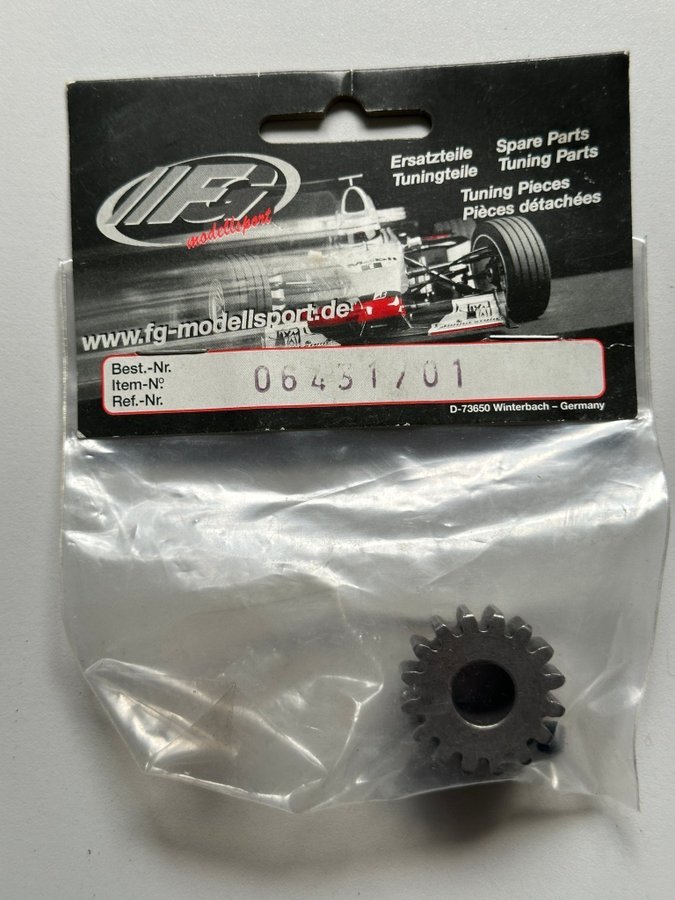 FG
modellsport
Ersatzteile
Tuningteile
Spare Parts
Tuning Parts
Tuning Pieces
Pièces détachées
www.fg-modellsport.de
Best.-Nr.
Item-Nº
Ref.-Nr.
06431/01
D-73650 Winterbach – Germany